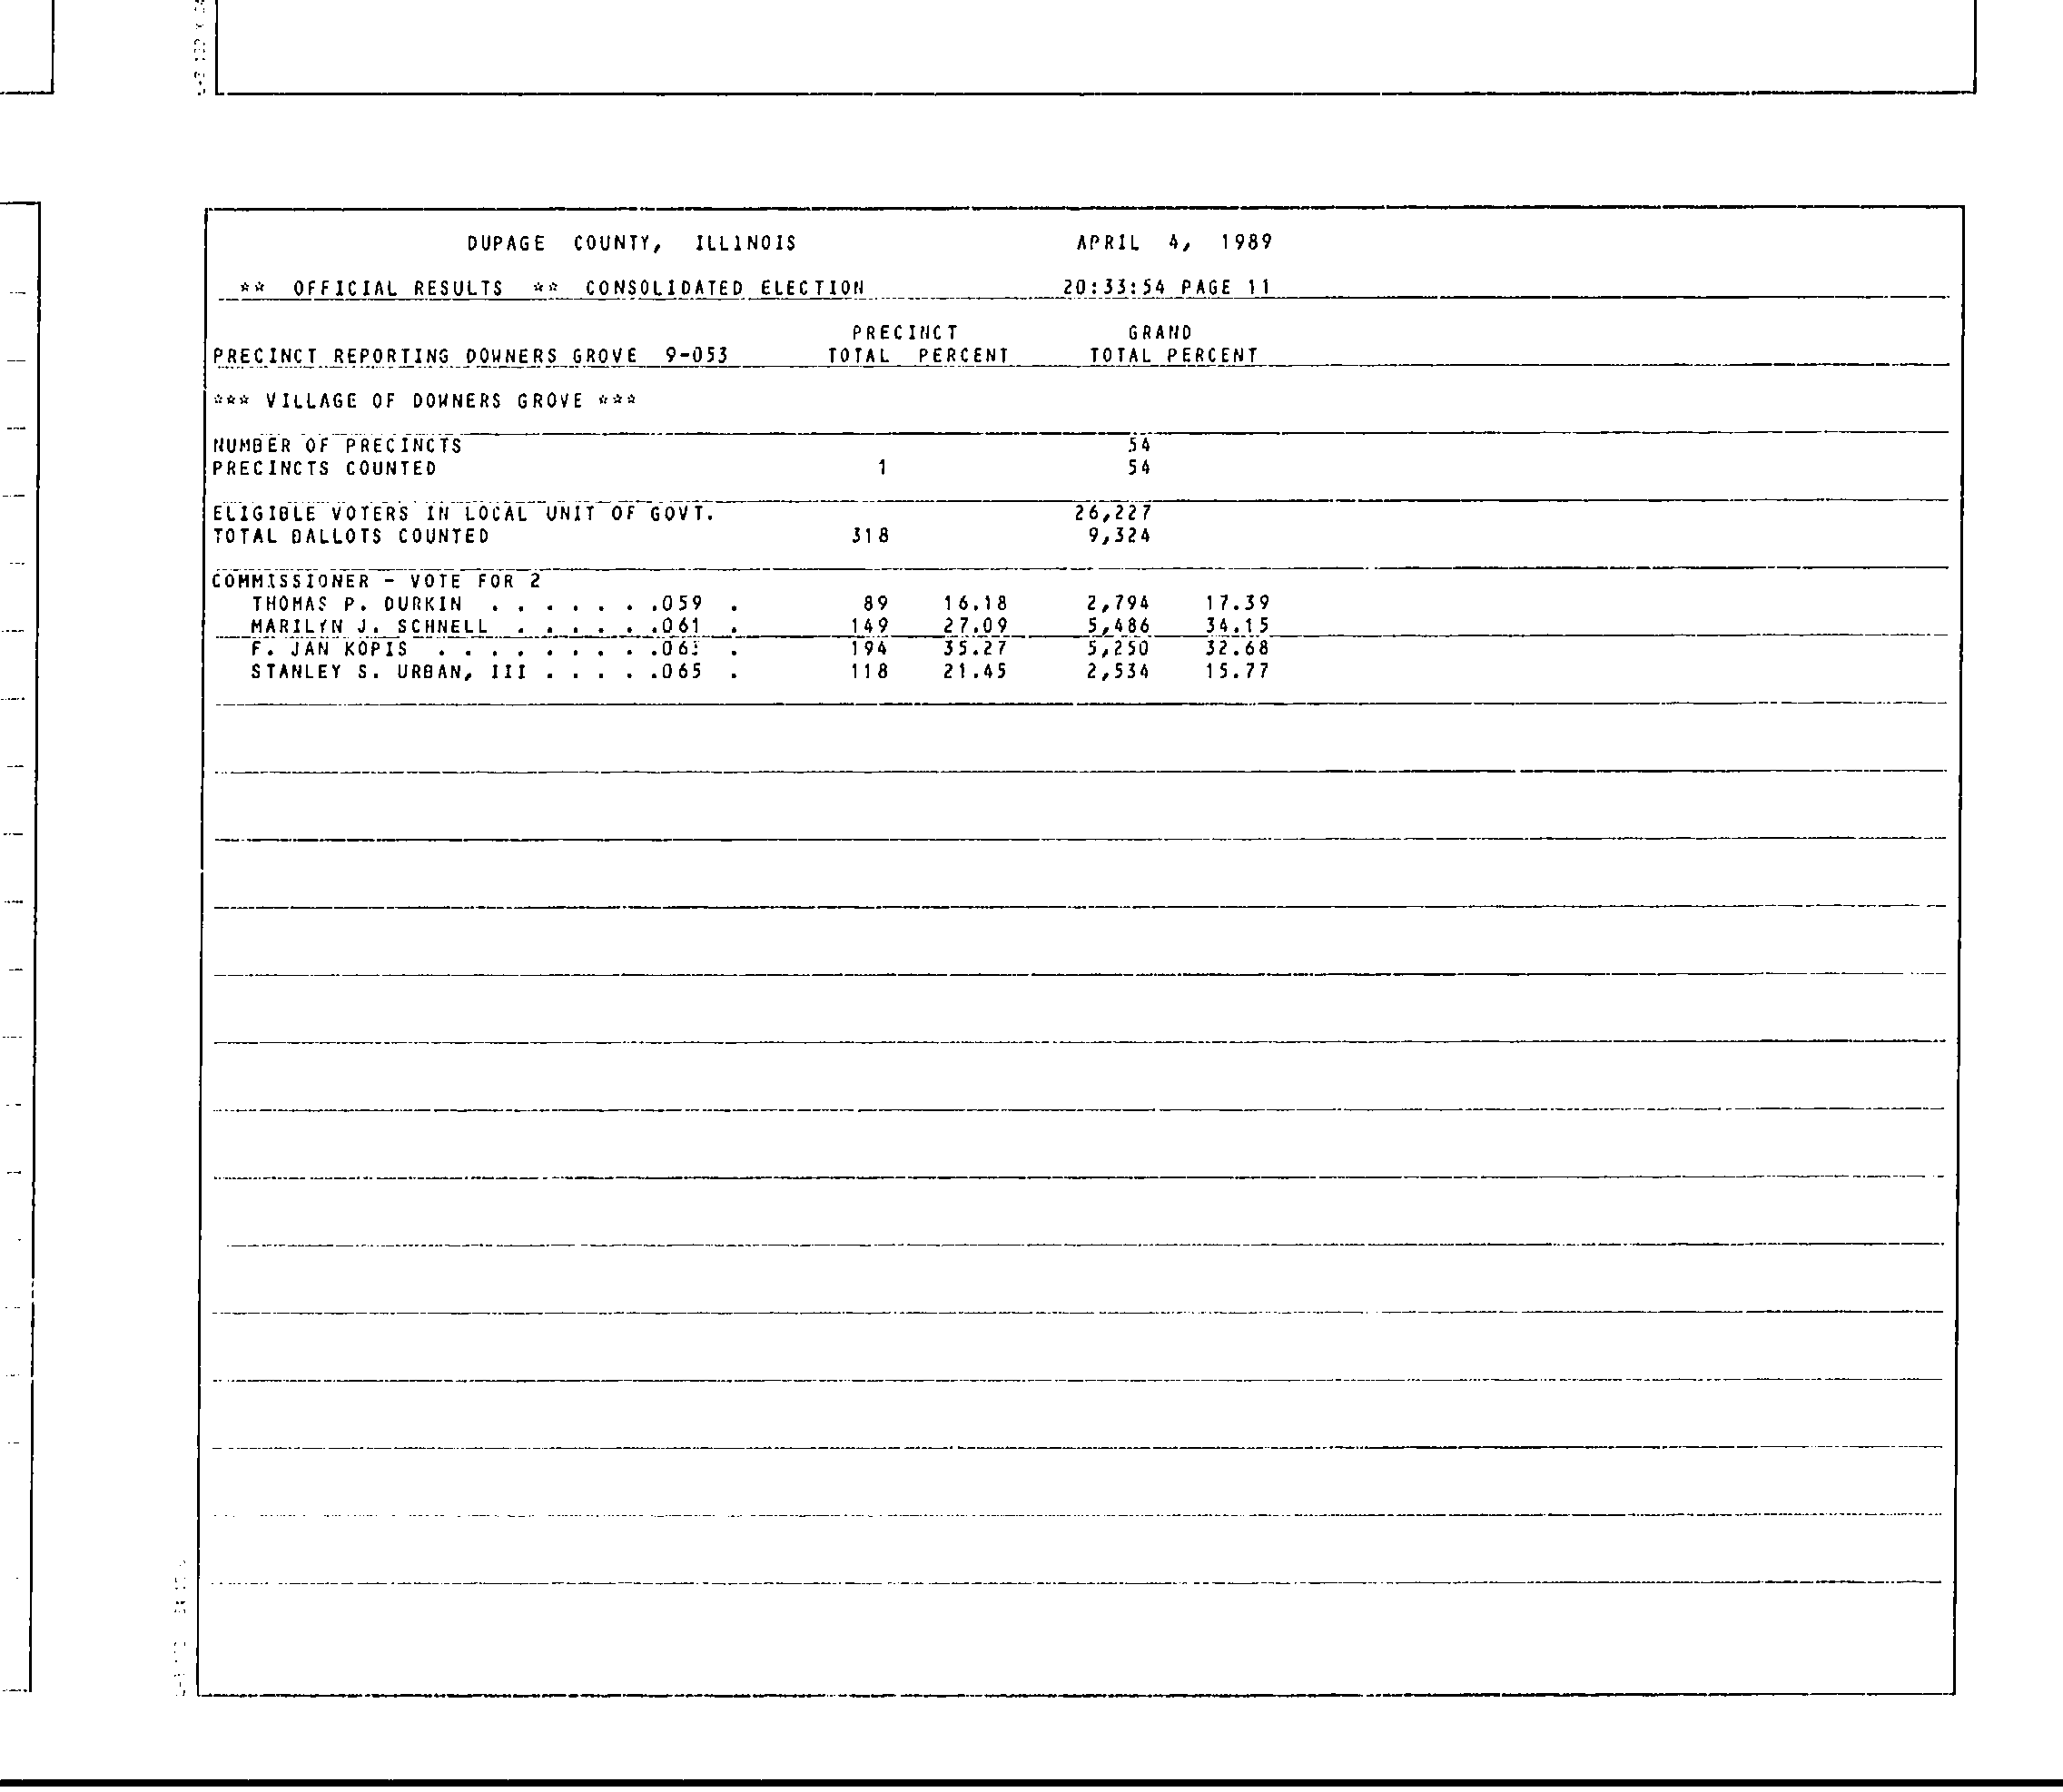 DUPAGE COUNTY, ILLINOIS APRIL 4, 1989
** OFFICIAL RESULTS ** CONSOLIDATED ELECTION 20:33:54 PAGE 11
PRECINCT GRAND
PRECINCT REPORTING DOWNERS GROVE 9-053 TOTAL PERCENT TOTAL PERCENT
*** VILLAGE OF DOWNERS GROVE ***
NUMBER OF PRECINCTS 54
PRECINCTS COUNTED 1 54
ELIGIBLE VOTERS IN LOCAL UNIT OF GOVT. 26,227
TOTAL BALLOTS COUNTED 318 9,324
COMMISSIONER - VOTE FOR 2
THOMAS P. DURKIN . . . . . . .059 . 89 16.18 2,794 17.39
MARILYN J. SCHNELL . . . . . .061 . 149 27.09 5,486 34.15
F. JAN KOPIS . . . . . . . . . . 194 35.27 5,250 32.68
STANLEY S. URBAN, III . . . . .065 . 118 21.45 2,534 15.77